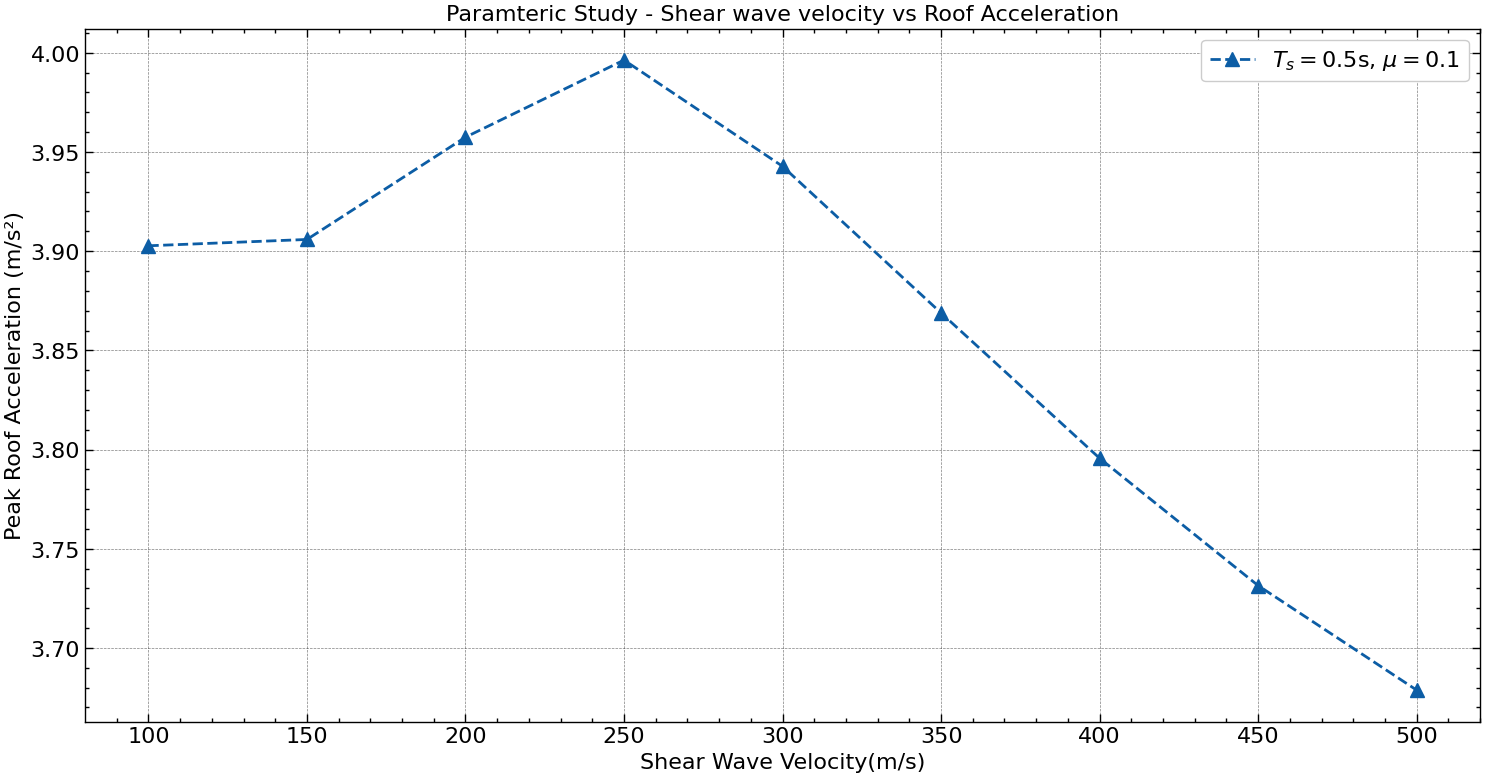 Paramteric Study - Shear wave velocity vs Roof Acceleration
T_s = 0.5s, μ = 0.1
Peak Roof Acceleration (m/s²)
4.00
3.95
3.90
3.85
3.80
3.75
3.70
100 150 200 250 300 350 400 450 500
Shear Wave Velocity(m/s)